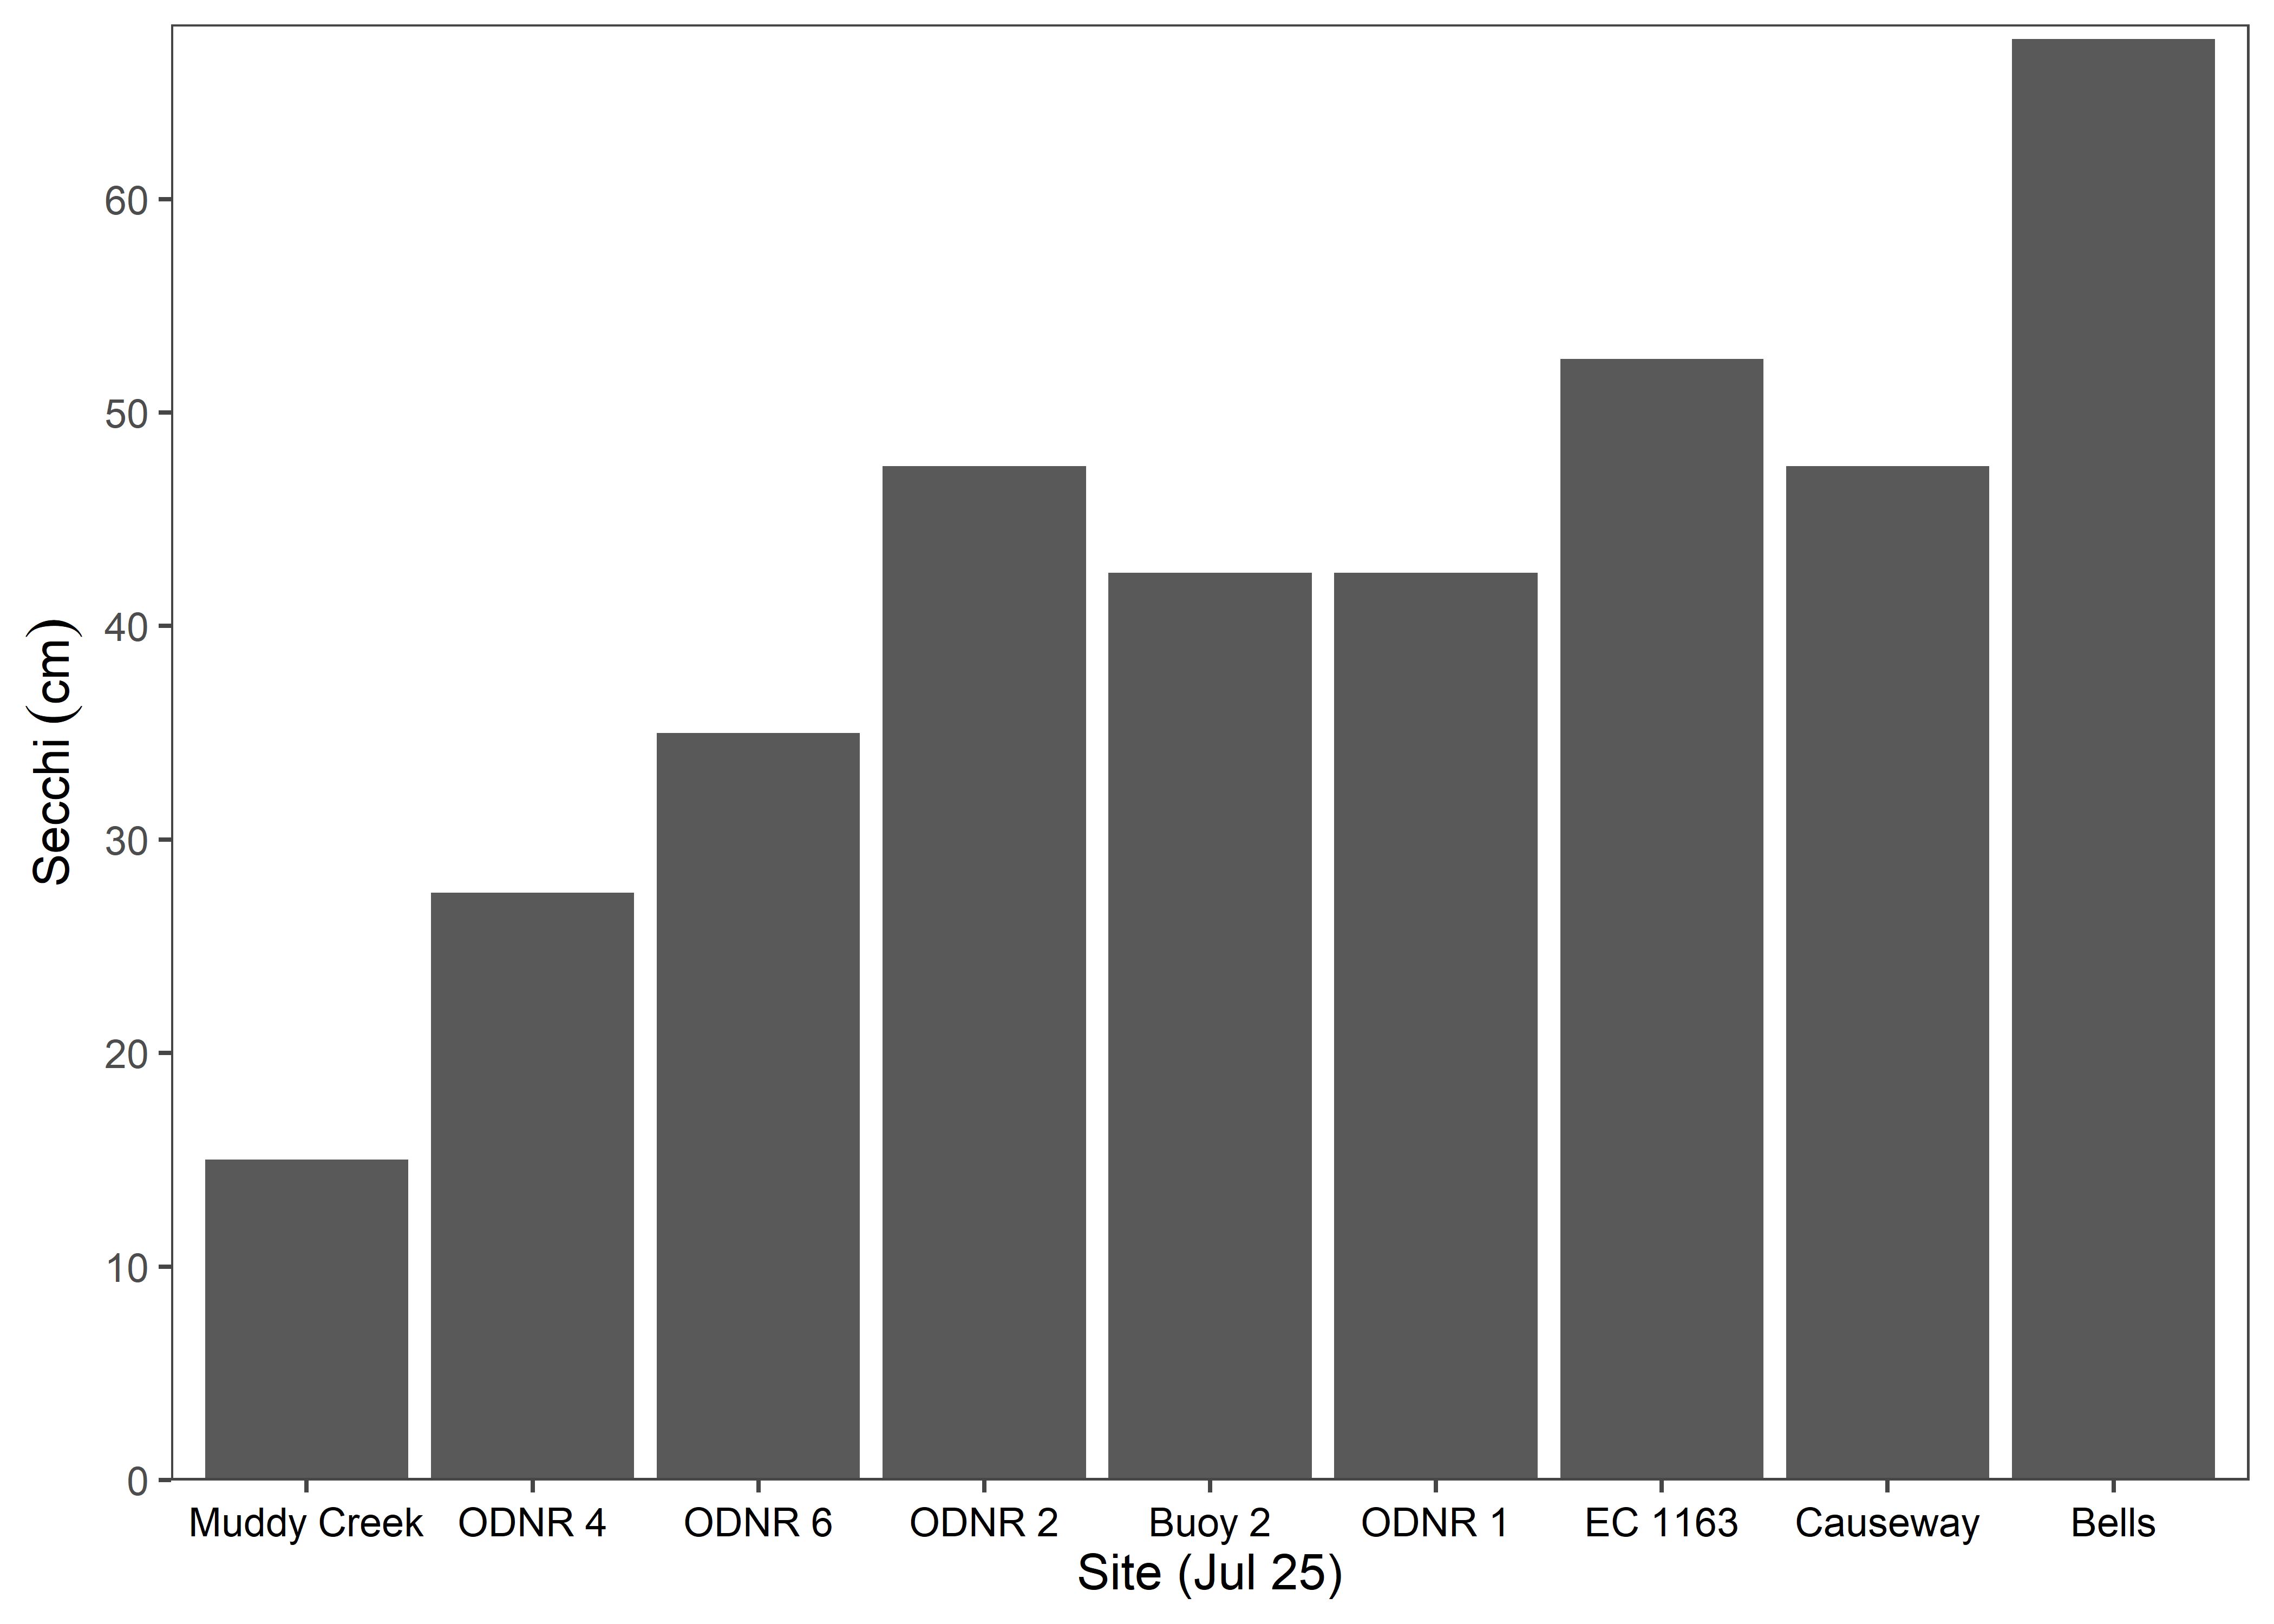 Secchi (cm)
60
50
40
30
20
10
0
Muddy Creek ODNR 4 ODNR 6 ODNR 2 Buoy 2 ODNR 1 EC 1163 Causeway Bells
Site (Jul 25)